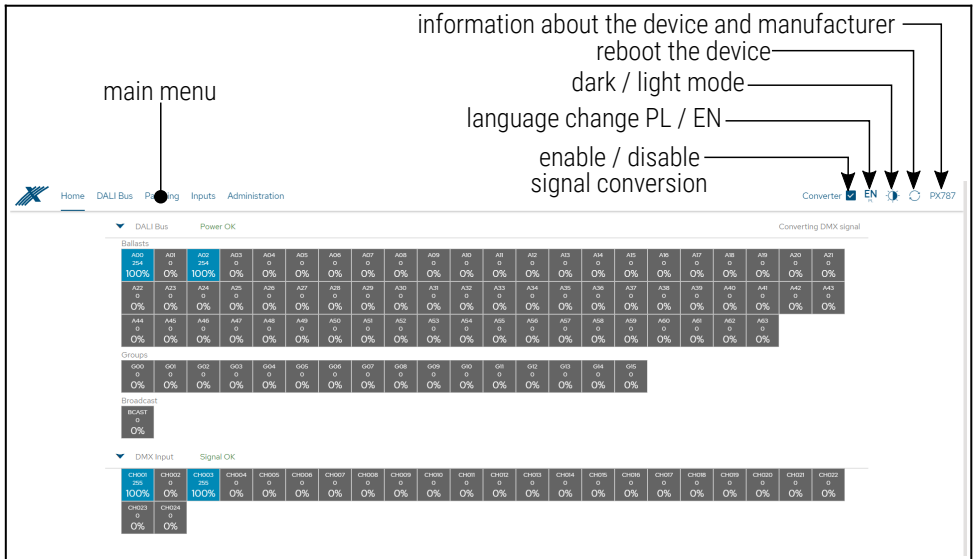 information about the device and manufacturer
reboot the device
dark / light mode
main menu
language change PL / EN
enable / disable
signal conversion
Home DALI Bus Pa ing Inputs Administration
Converter EN PL PX787
DALI Bus Power OK Converting DMX signal
Ballasts
A00 A01 A02 A03 A04 A05 A06 A07 A08 A09 A10 A11 A12 A13 A14 A15 A16 A17 A18 A19 A20 A21
254 0 254 0 0 0 0 0 0 0 0 0 0 0 0 0 0 0 0 0 0 0
100% 0% 100% 0% 0% 0% 0% 0% 0% 0% 0% 0% 0% 0% 0% 0% 0% 0% 0% 0% 0% 0%
A22 A23 A24 A25 A26 A27 A28 A29 A30 A31 A32 A33 A34 A35 A36 A37 A38 A39 A40 A41 A42 A43
0 0 0 0 0 0 0 0 0 0 0 0 0 0 0 0 0 0 0 0 0 0
0% 0% 0% 0% 0% 0% 0% 0% 0% 0% 0% 0% 0% 0% 0% 0% 0% 0% 0% 0% 0% 0%
A44 A45 A46 A47 A48 A49 A50 A51 A52 A53 A54 A55 A56 A57 A58 A59 A60 A61 A62 A63
0 0 0 0 0 0 0 0 0 0 0 0 0 0 0 0 0 0 0 0
0% 0% 0% 0% 0% 0% 0% 0% 0% 0% 0% 0% 0% 0% 0% 0% 0% 0% 0% 0%
Groups
G00 G01 G02 G03 G04 G05 G06 G07 G08 G09 G10 G11 G12 G13 G14 G15
0 0 0 0 0 0 0 0 0 0 0 0 0 0 0 0
0% 0% 0% 0% 0% 0% 0% 0% 0% 0% 0% 0% 0% 0% 0% 0%
Broadcast
BCAST
0
0%
DMX Input Signal OK
CH001 CH002 CH003 CH004 CH005 CH006 CH007 CH008 CH009 CH010 CH011 CH012 CH013 CH014 CH015 CH016 CH017 CH018 CH019 CH020 CH021 CH022
255 0 255 0 0 0 0 0 0 0 0 0 0 0 0 0 0 0 0 0 0 0
100% 0% 100% 0% 0% 0% 0% 0% 0% 0% 0% 0% 0% 0% 0% 0% 0% 0% 0% 0% 0% 0%
CH023 CH024
0 0
0% 0%